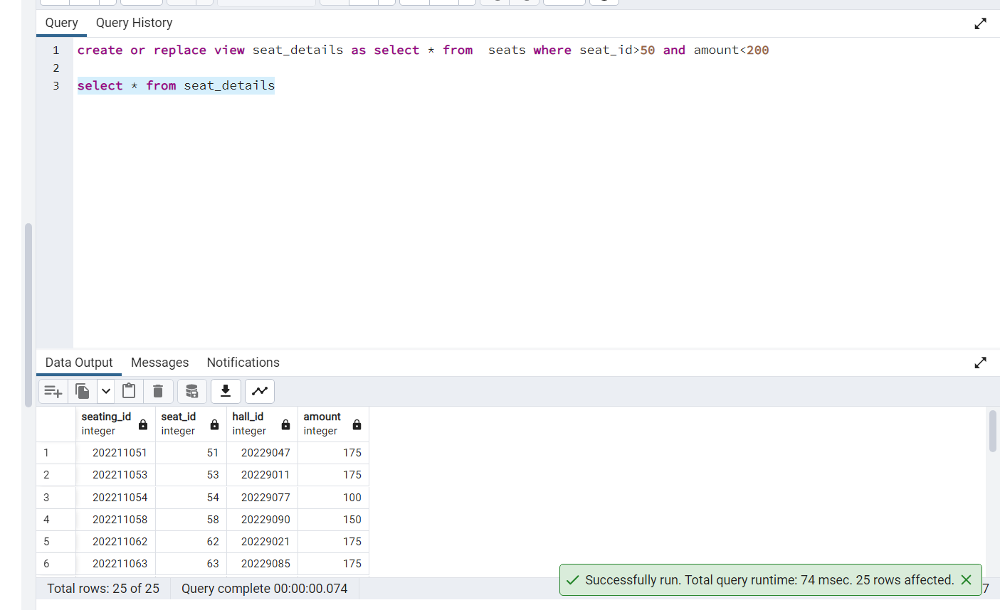 Query Query History
1 create or replace view seat_details as select * from  seats where seat_id>50 and amount<200
2
3 select * from seat_details
Data Output Messages Notifications
seating_id seat_id hall_id amount
integer integer integer integer
1 202211051 51 20229047 175
2 202211053 53 20229011 175
3 202211054 54 20229077 100
4 202211058 58 20229090 150
5 202211062 62 20229021 175
6 202211063 63 20229085 175
Successfully run. Total query runtime: 74 msec. 25 rows affected.
Total rows: 25 of 25 Query complete 00:00:00.074 7